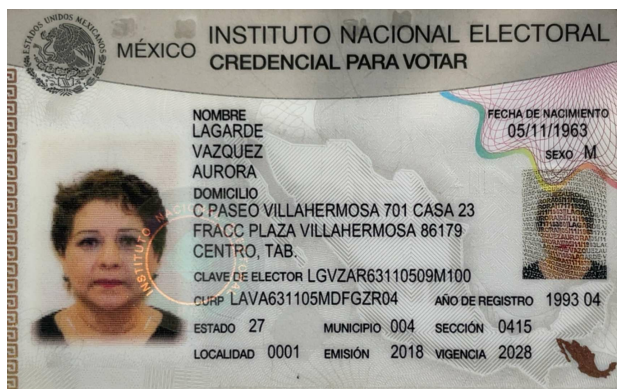 ESTADOS UNIDOS MEXICANOS
MÉXICO INSTITUTO NACIONAL ELECTORAL
CREDENCIAL PARA VOTAR
NOMBRE
LAGARDE
VAZQUEZ
AURORA
FECHA DE NACIMIENTO
05/11/1963
SEXO M
DOMICILIO
C PASEO VILLAHERMOSA 701 CASA 23
FRACC PLAZA VILLAHERMOSA 86179
CENTRO, TAB.
CLAVE DE ELECTOR LGVZAR63110509M100
CURP LAVA631105MDFGZR04 AÑO DE REGISTRO 1993 04
ESTADO 27 MUNICIPIO 004 SECCIÓN 0415
LOCALIDAD 0001 EMISIÓN 2018 VIGENCIA 2028